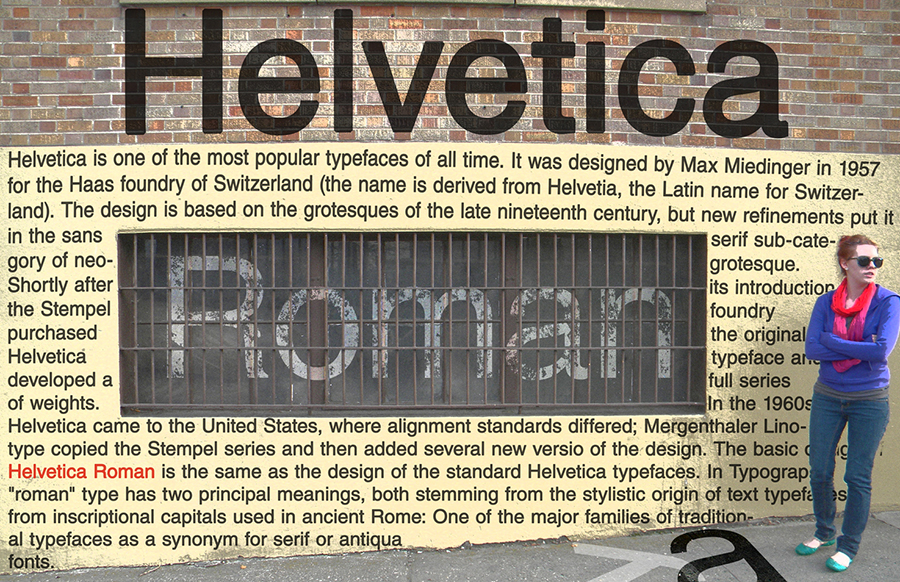 Helvetica
Helvetica is one of the most popular typefaces of all time. It was designed by Max Miedinger in 1957
for the Haas foundry of Switzerland (the name is derived from Helvetia, the Latin name for Switzer-
land). The design is based on the grotesques of the late nineteenth century, but new refinements put it
in the sans serif sub-cate-
gory of neo- grotesque.
Shortly after its introduction
the Stempel foundry
purchased the original
Helvetica typeface
developed a full series
of weights. In the 1960s
Roman
Helvetica came to the United States, where alignment standards differed; Mergenthaler Lino-
type copied the Stempel series and then added several new versio of the design. The basic
Helvetica Roman is the same as the design of the standard Helvetica typefaces. In
"roman" type has two principal meanings, both stemming from the stylistic origin of text
from inscriptional capitals used in ancient Rome: One of the major families of tradition-
al typefaces as a synonym for serif or antiqua
fonts.
a